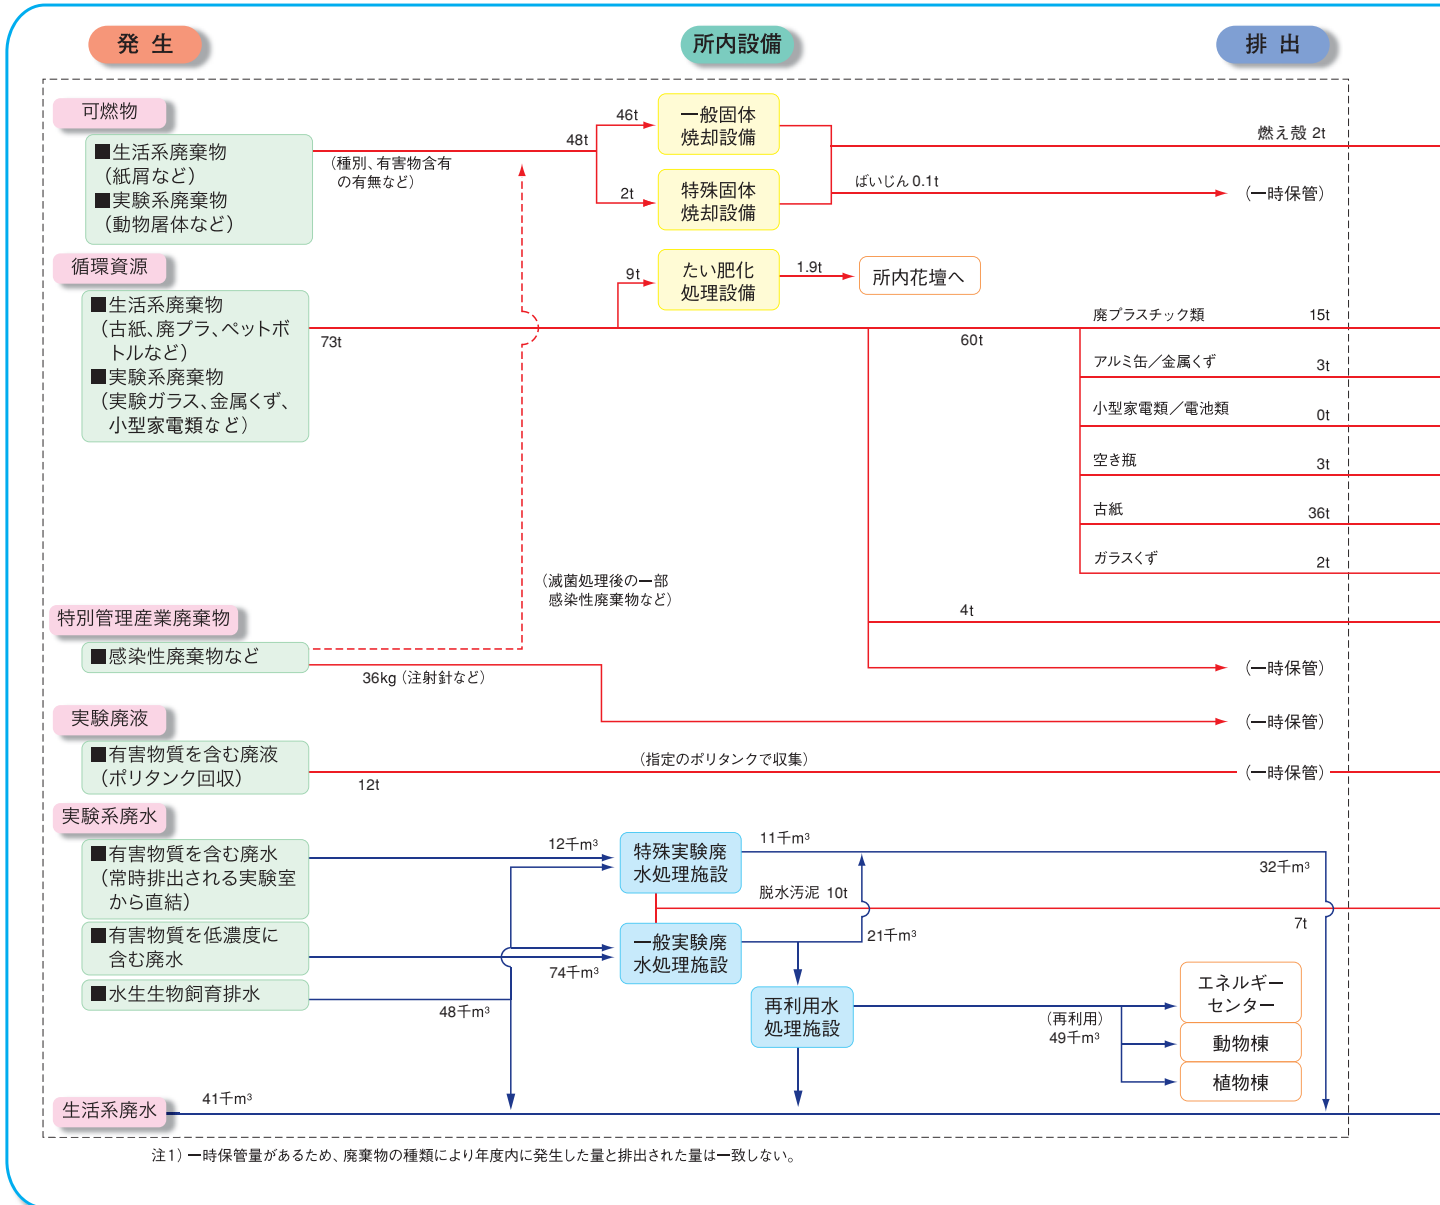 発 生
所内設備
排 出
可燃物
■生活系廃棄物
（紙屑など）
■実験系廃棄物
（動物屠体など）
（種別、有害物含有
の有無など）
48t
46t
2t
一般固体
焼却設備
特殊固体
焼却設備
燃え殻 2t
ばいじん 0.1t
（一時保管）
循環資源
■生活系廃棄物
（古紙、廃プラ、ペットボ
トルなど）
■実験系廃棄物
（実験ガラス、金属くず、
小型家電類など）
73t
9t
たい肥化
処理設備
1.9t
所内花壇へ
60t
廃プラスチック類 15t
アルミ缶／金属くず 3t
小型家電類／電池類 0t
空き瓶 3t
古紙 36t
ガラスくず 2t
4t
（一時保管）
（滅菌処理後の一部
感染性廃棄物など）
特別管理産業廃棄物
■感染性廃棄物など
36kg（注射針など）
（一時保管）
実験廃液
■有害物質を含む廃液
（ポリタンク回収）
12t
（指定のポリタンクで収集）
（一時保管）
実験系廃水
■有害物質を含む廃水
（常時排出される実験室
から直結）
■有害物質を低濃度に
含む廃水
■水生生物飼育排水
12千m³
74千m³
48千m³
特殊実験廃
水処理施設
一般実験廃
水処理施設
11千m³
32千m³
脱水汚泥 10t
7t
21千m³
再利用水
処理施設
（再利用）
49千m³
エネルギー
センター
動物棟
植物棟
生活系廃水
41千m³
注1）一時保管量があるため、廃棄物の種類により年度内に発生した量と排出された量は一致しない。